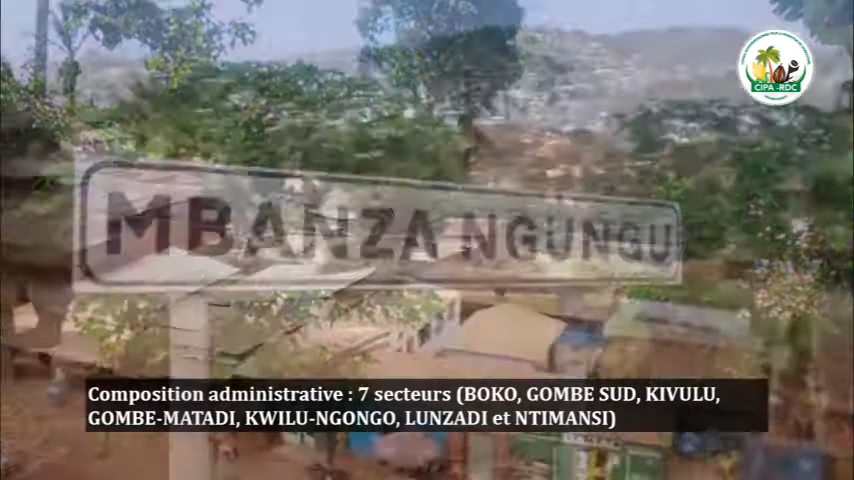 CIPA -RDC
MBANZA NGUNGU
Composition administrative : 7 secteurs (BOKO, GOMBE SUD, KIVULU,
GOMBE-MATADI, KWILU-NGONGO, LUNZADI et NTIMANSI)